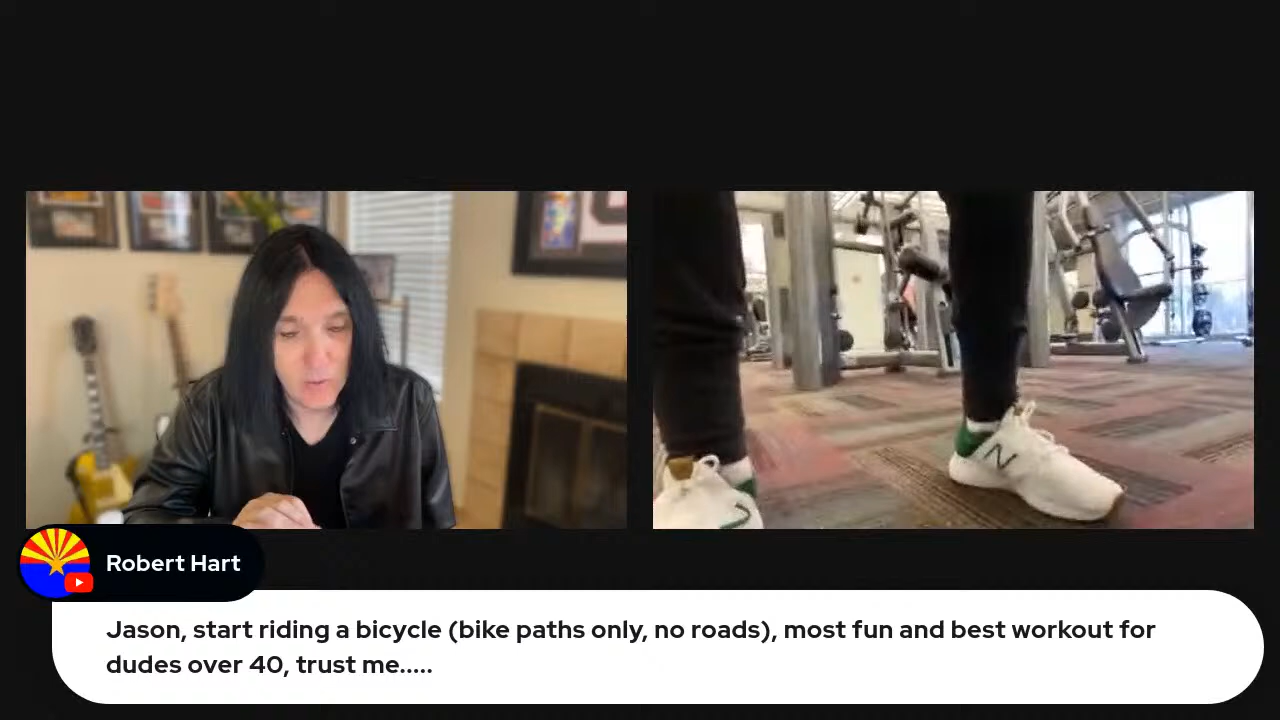 N
Robert Hart
Jason, start riding a bicycle (bike paths only, no roads), most fun and best workout for
dudes over 40, trust me.....